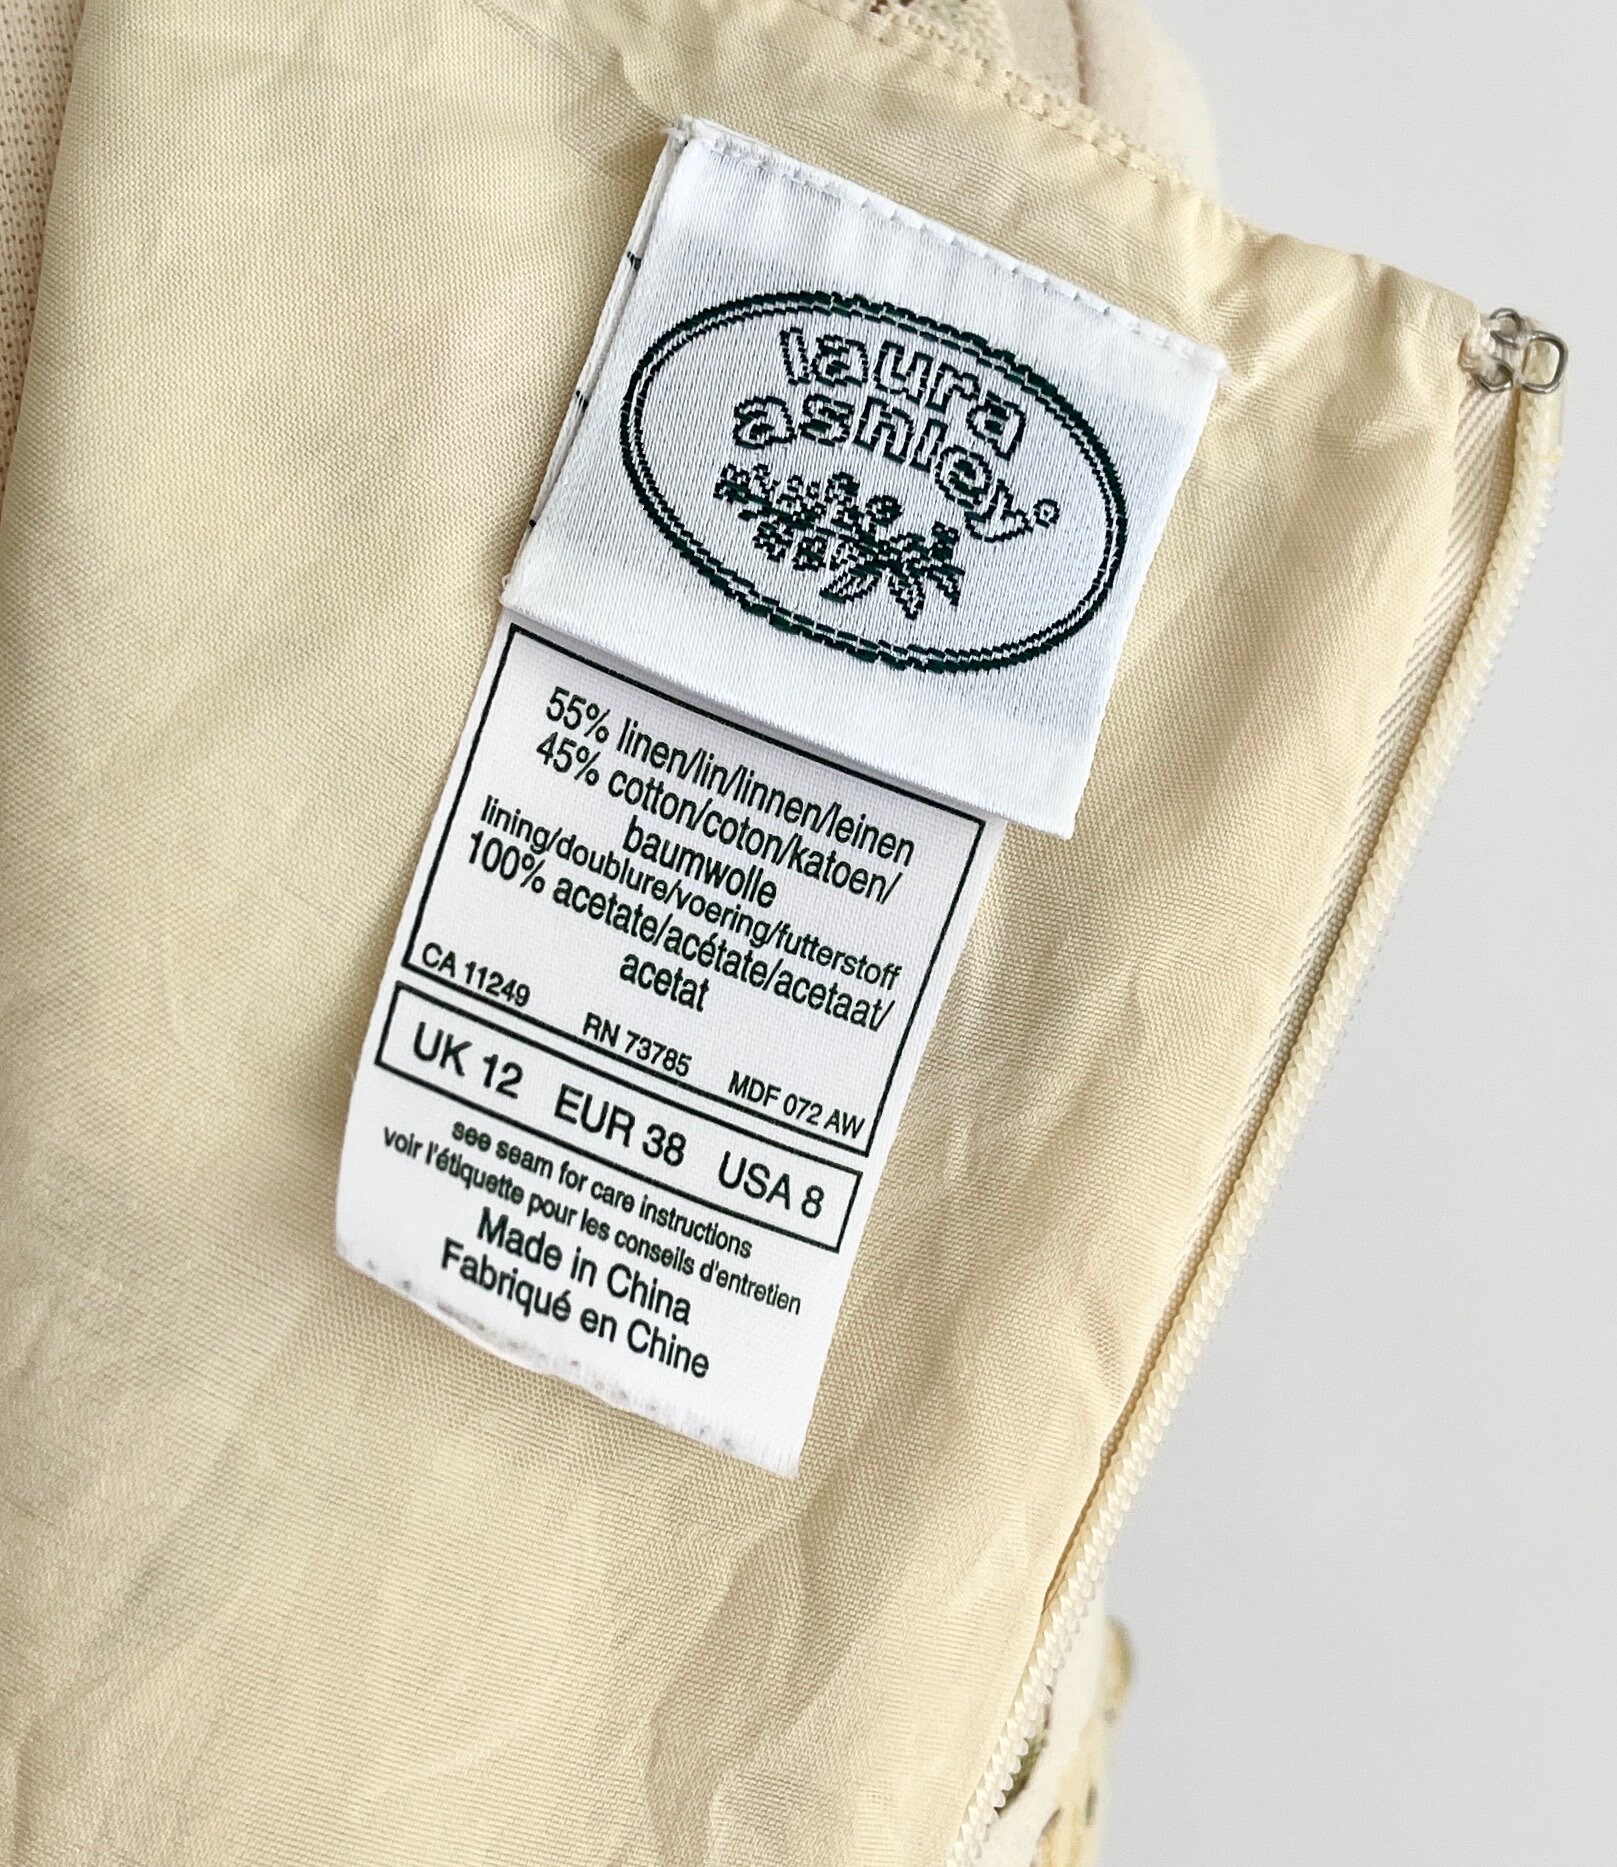 laura
ashley®
55% linen/lin/linnen/leinen
45% cotton/coton/katoen/
baumwolle
lining/doublure/voering/futterstoff
100% acetate/acétate/acetaat/
acetat
CA 11249 RN 73785 MDF 072 AW
UK 12 EUR 38 USA 8
see seam for care instructions
voir l'étiquette pour les conseils d'entretien
Made in China
Fabriqué en Chine